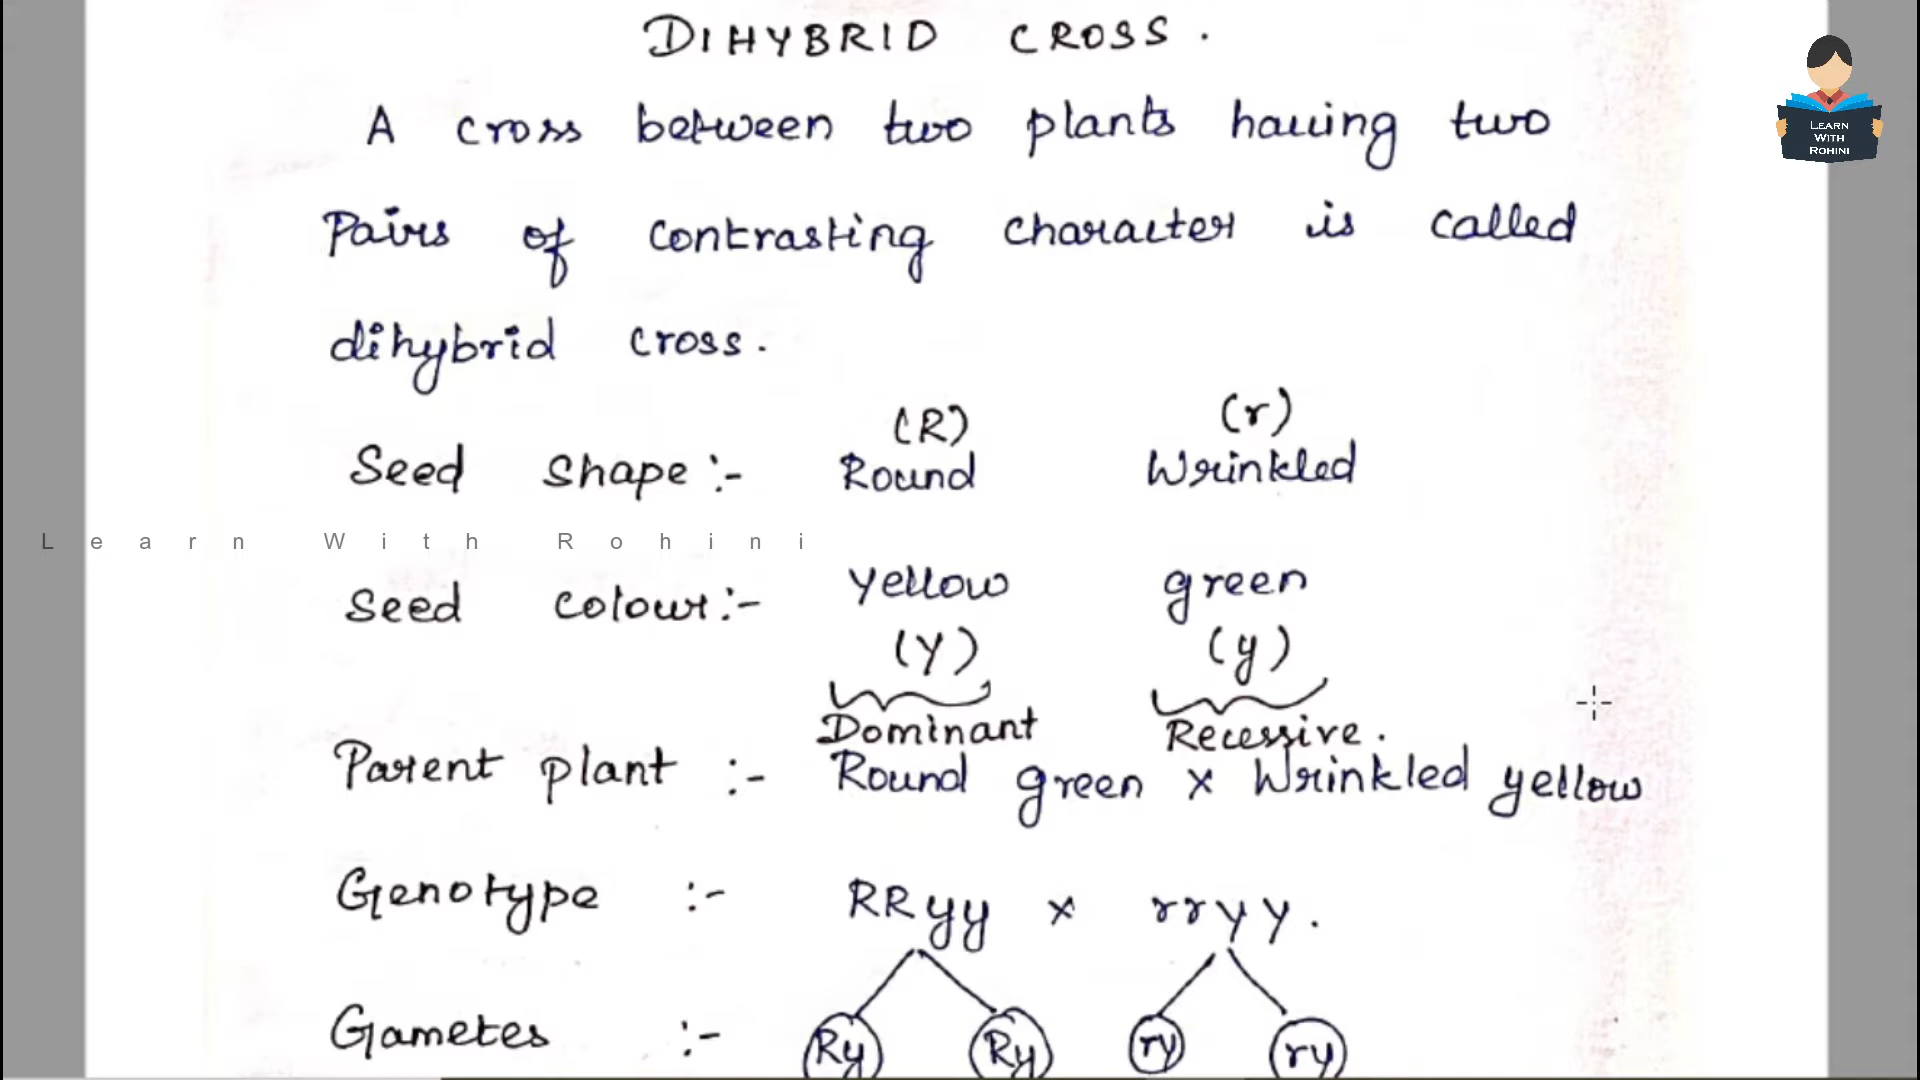 DIHYBRID CROSS.
A cross between two plants having two
Pairs of contrasting character is called
dihybrid cross.
(R) (r)
Seed Shape :- Round Wrinkled
Learn With Rohini
Seed colour :- yellow green
(Y) (y)
Dominant Recessive.
Parent plant :- Round green x Wrinkled yellow
Genotype :- RRyy x rrYY.
Gametes :- Ry Ry rY rY
LEARN
WITH
ROHINI